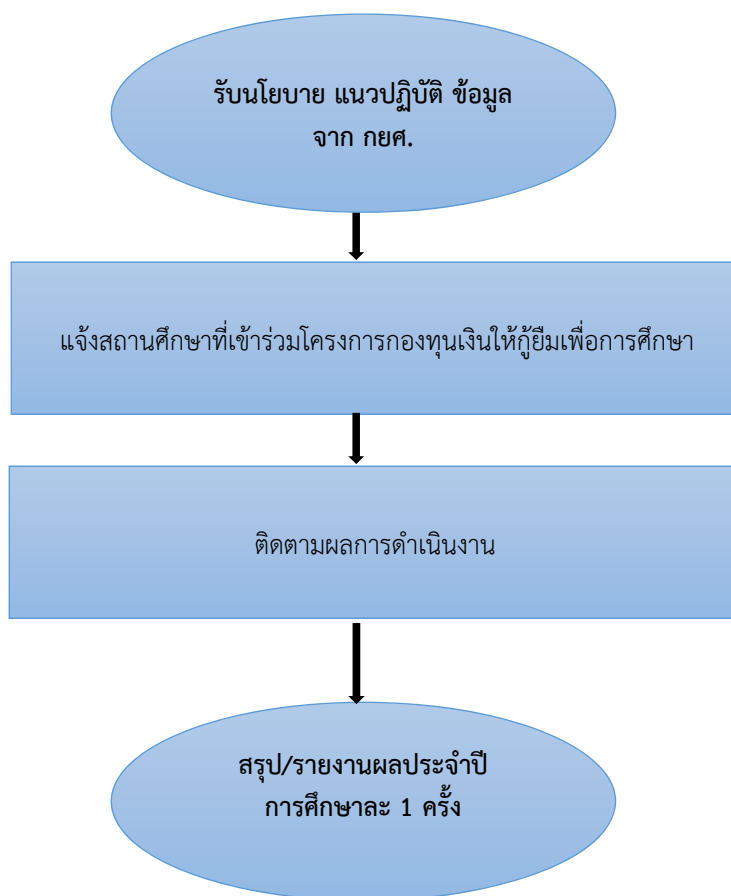 รับนโยบาย แนวปฏิบัติ ข้อมูล
จาก กยศ.
แจ้งสถานศึกษาที่เข้าร่วมโครงการกองทุนเงินให้กู้ยืมเพื่อการศึกษา
ติดตามผลการดำเนินงาน
สรุป/รายงานผลประจำปี
การศึกษาละ 1 ครั้ง